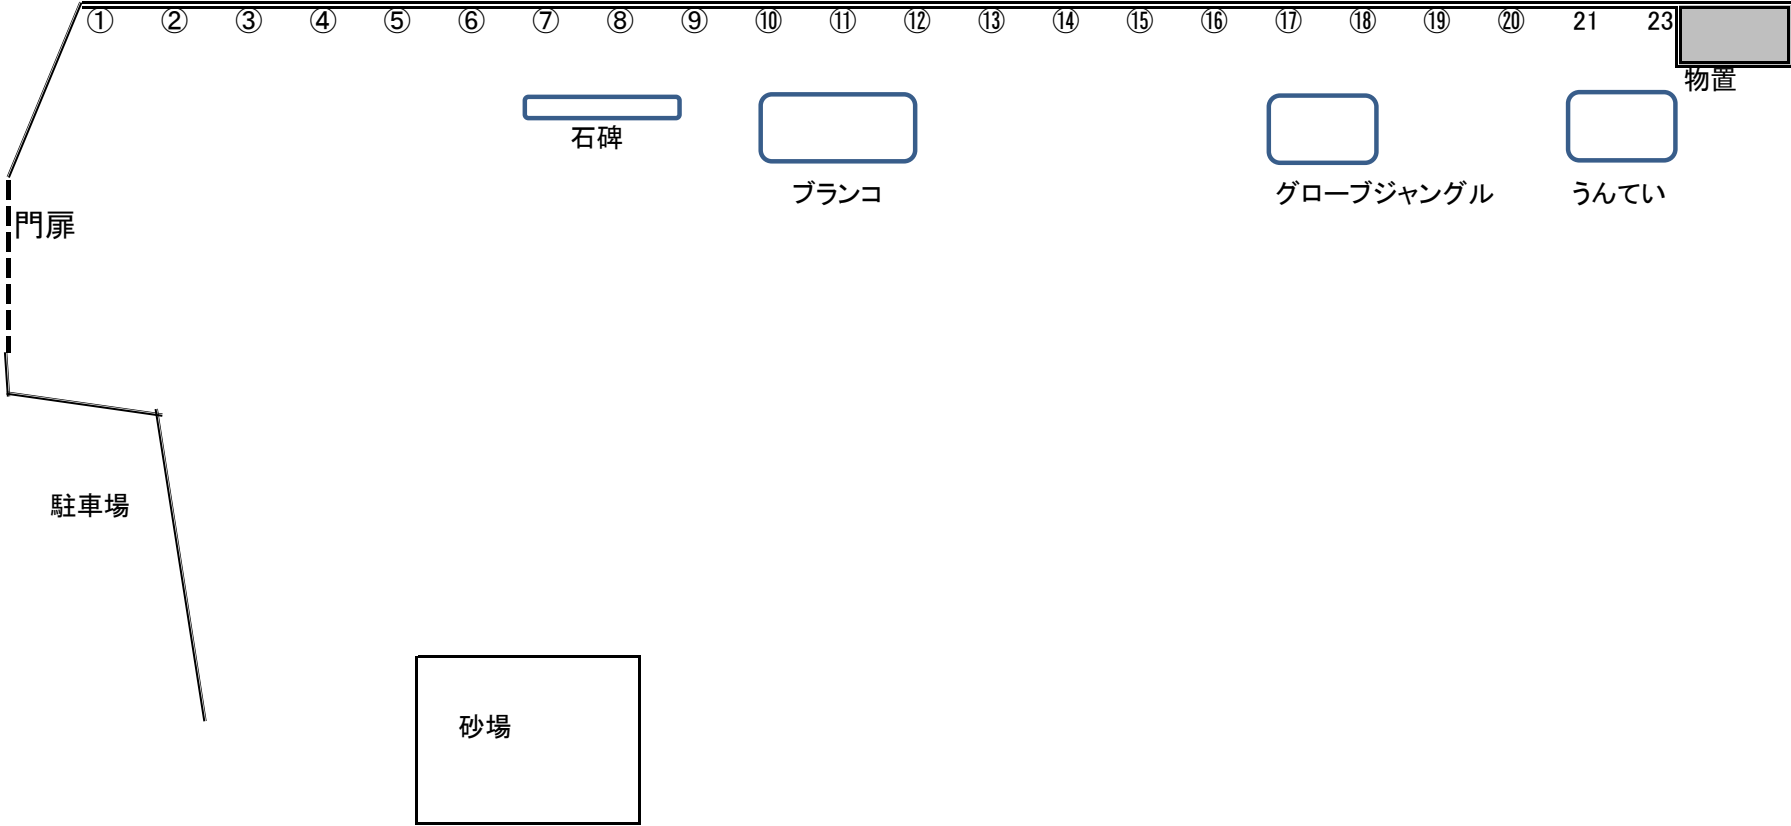 ① ② ③ ④ ⑤ ⑥ ⑦ ⑧ ⑨ ⑩ ⑪ ⑫ ⑬ ⑭ ⑮ ⑯ ⑰ ⑱ ⑲ ⑳ 21 23
物置
石碑
ブランコ
グローブジャングル
うんてい
門扉
駐車場
砂場